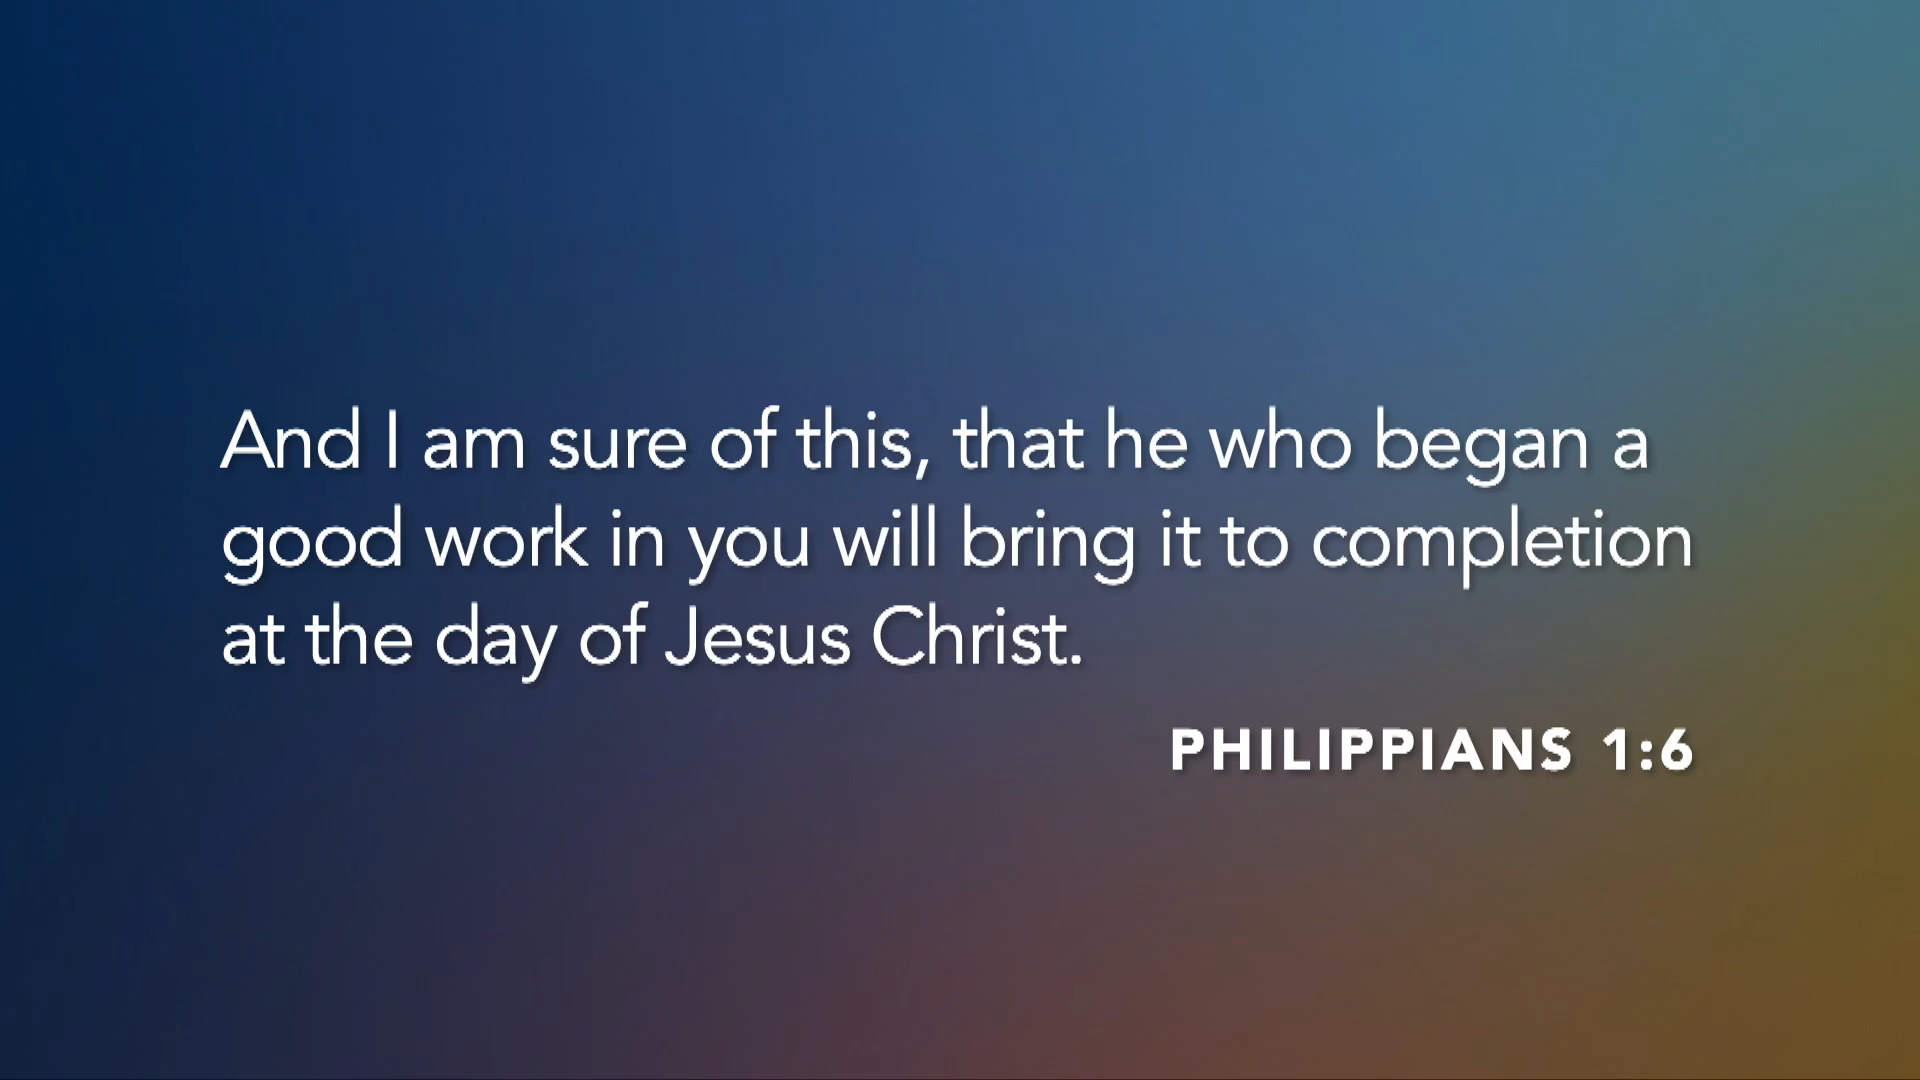 And I am sure of this, that he who began a
good work in you will bring it to completion
at the day of Jesus Christ.
PHILIPPIANS 1:6